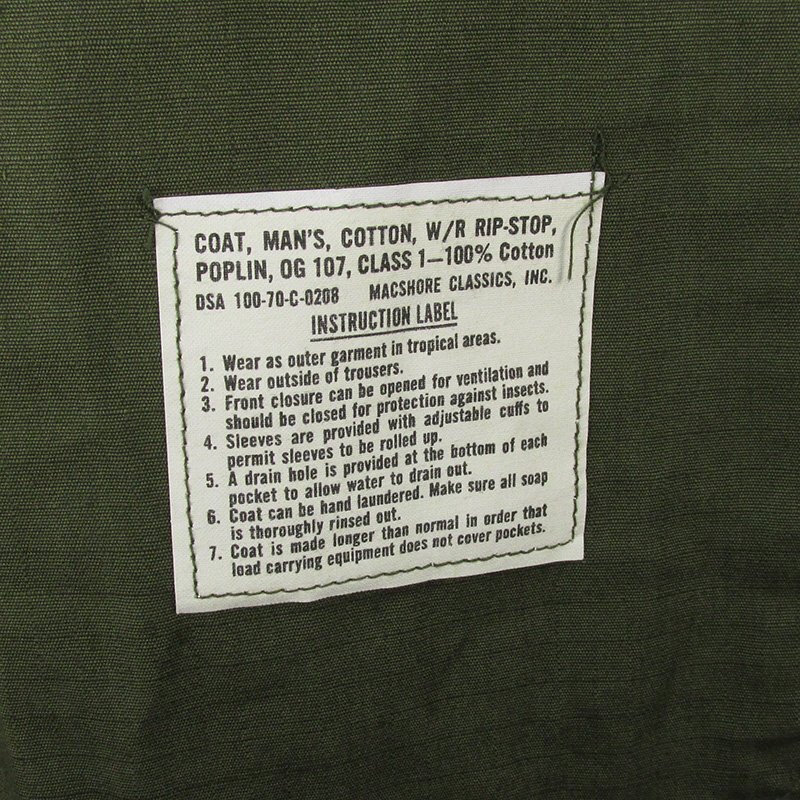 COAT, MAN'S, COTTON, W/R RIP-STOP,
POPLIN, OG 107, CLASS 1—100% Cotton
DSA 100-70-C-0208 MACSHORE CLASSICS, INC.
INSTRUCTION LABEL
1. Wear as outer garment in tropical areas.
2. Wear outside of trousers.
3. Front closure can be opened for ventilation and
should be closed for protection against insects.
4. Sleeves are provided with adjustable cuffs to
permit sleeves to be rolled up.
5. A drain hole is provided at the bottom of each
pocket to allow water to drain out.
6. Coat can be hand laundered. Make sure all soap
is thoroughly rinsed out.
7. Coat is made longer than normal in order that
load carrying equipment does not cover pockets.